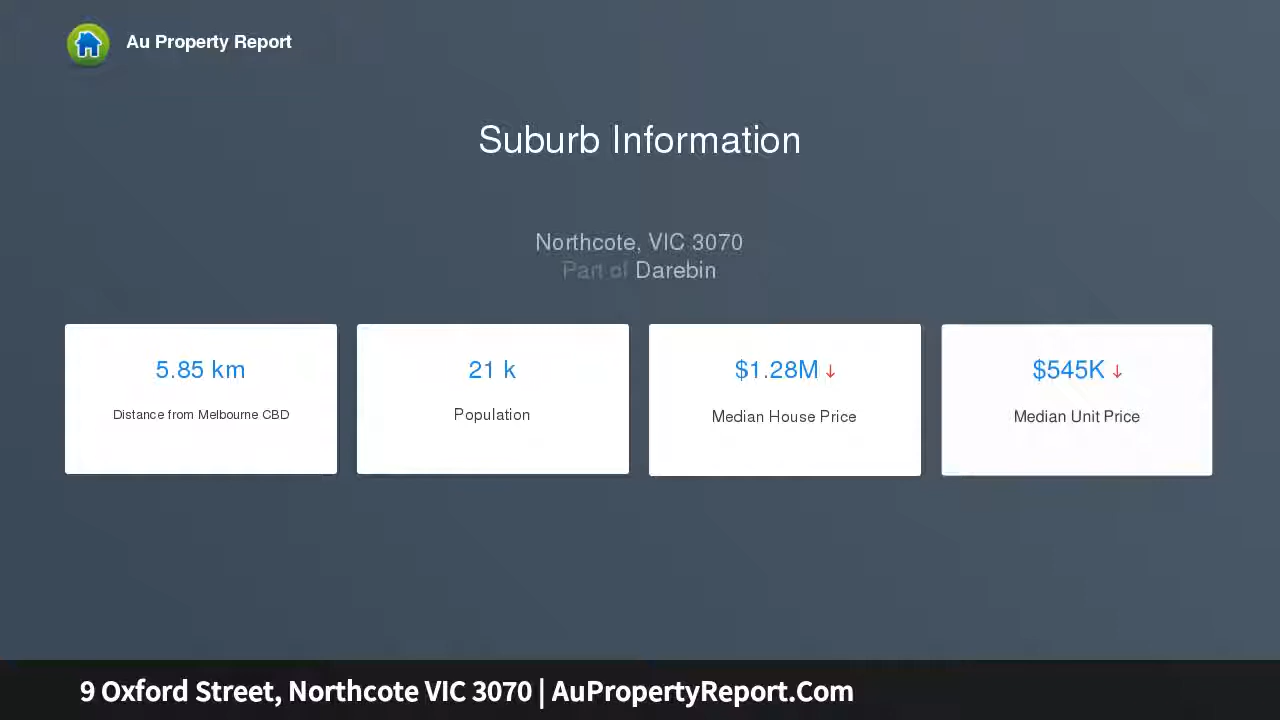 Au Property Report
Suburb Information
Northcote, VIC 3070
Part of Darebin
5.85 km
Distance from Melbourne CBD
21 k
Population
$1.28M ↓
Median House Price
$545K ↓
Median Unit Price
9 Oxford Street, Northcote VIC 3070 | AuPropertyReport.Com